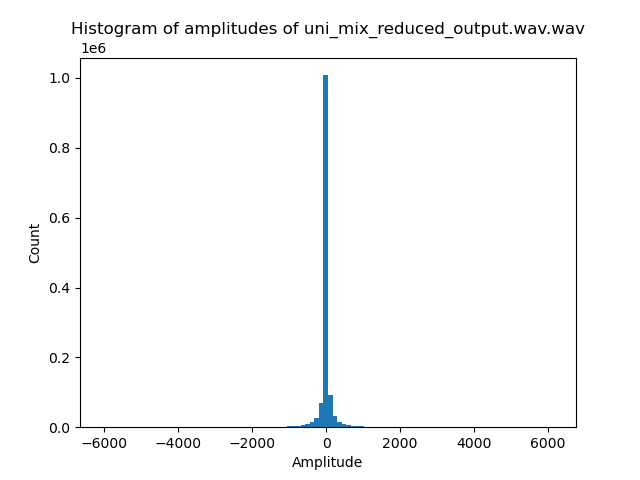 Histogram of amplitudes of uni_mix_reduced_output.wav.wav
1e6
1.0
0.8
0.6
0.4
0.2
0.0
Count
−6000 −4000 −2000 0 2000 4000 6000
Amplitude